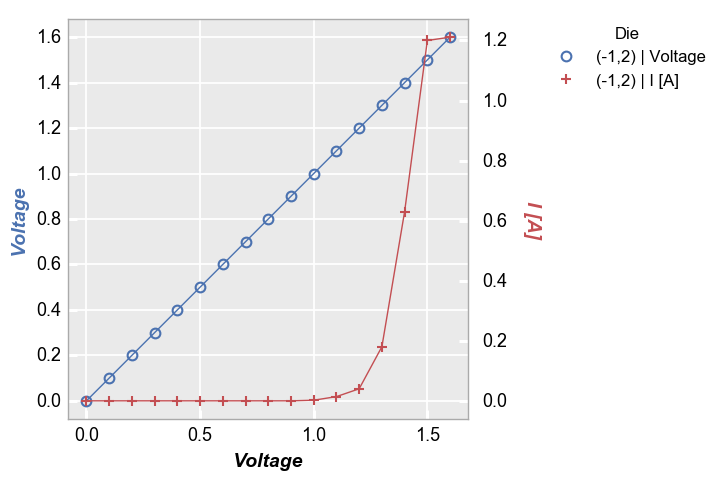 Die
(-1,2) | Voltage
(-1,2) | I [A]
Voltage
1.6
1.4
1.2
1.0
0.8
0.6
0.4
0.2
0.0
1.2
1.0
0.8
0.6
0.4
0.2
0.0
I [A]
0.0 0.5 1.0 1.5
Voltage